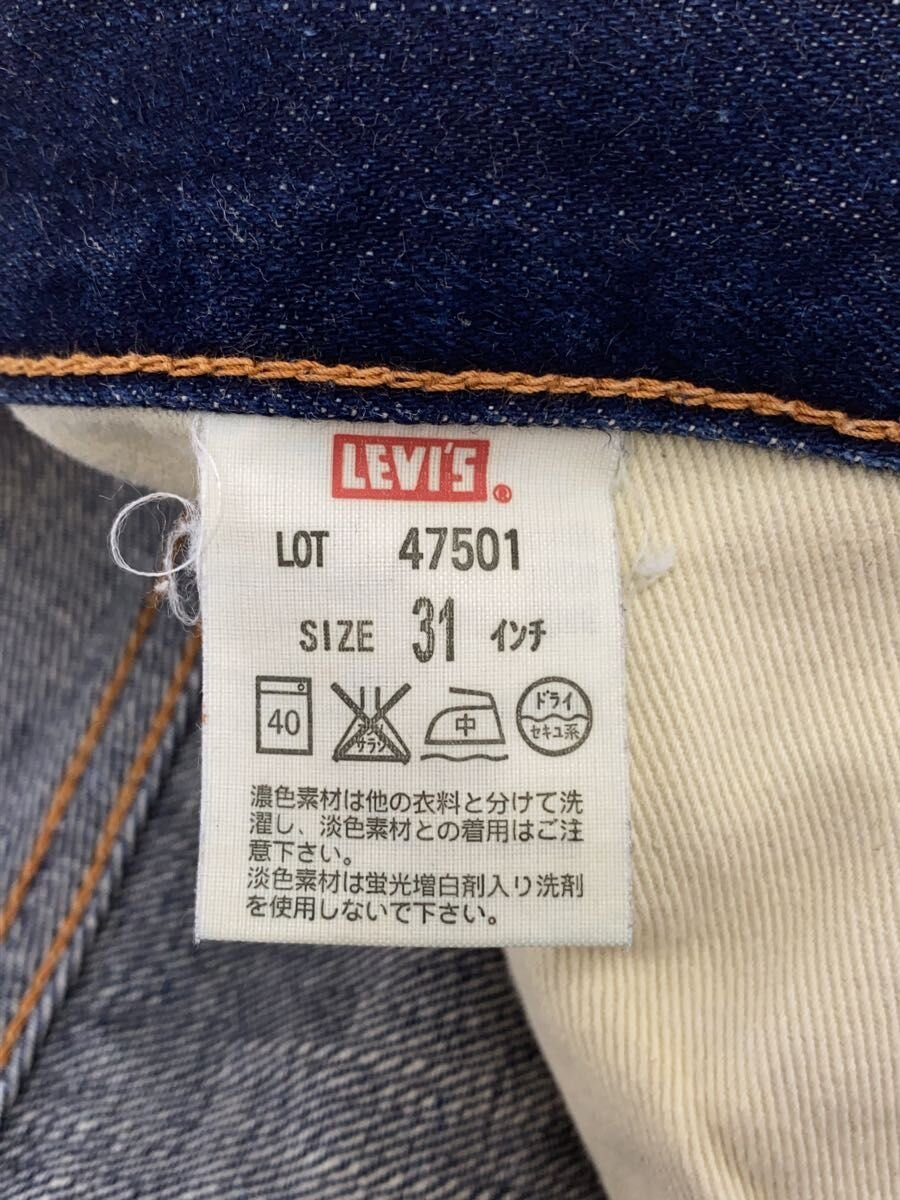 LEVI'S®
LOT 47501
SIZE 31 インチ
40 エンソ サラシ 中 ドライ セキユ系
濃色素材は他の衣料と分けて洗
濯し、淡色素材との着用はご注
意下さい。
淡色素材は蛍光増白剤入り洗剤
を使用しないで下さい。